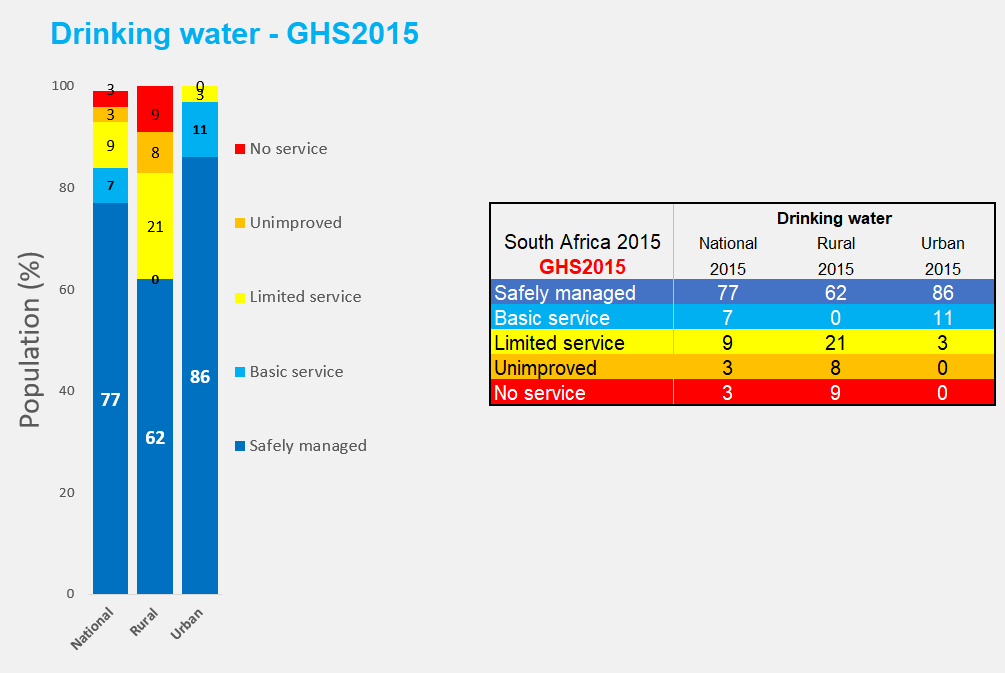 Drinking water - GHS2015
Population (%)
100
80
60
40
20
0
3
3
9
7
77
9
8
21
0
62
0
3
11
86
National
Rural
Urban
No service
Unimproved
Limited service
Basic service
Safely managed
South Africa 2015
GHS2015
Drinking water
National Rural Urban
2015 2015 2015
Safely managed 77 62 86
Basic service 7 0 11
Limited service 9 21 3
Unimproved 3 8 0
No service 3 9 0